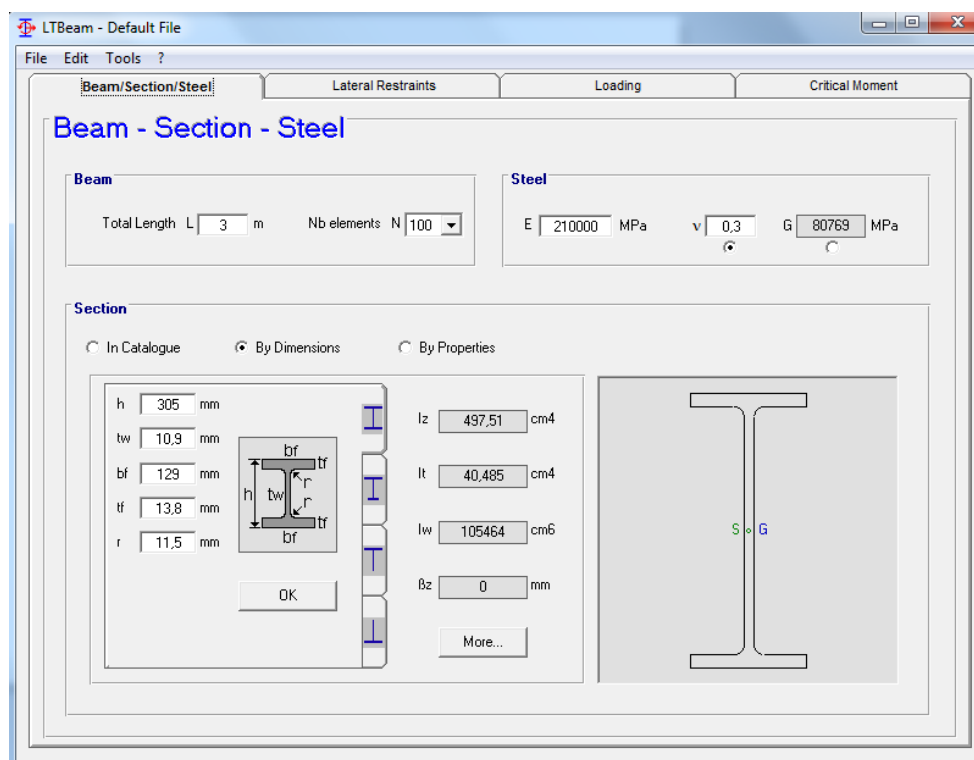 LTBeam - Default File
File Edit Tools ?
Beam/Section/Steel Lateral Restraints Loading Critical Moment
Beam - Section - Steel
Beam
Total Length L 3 m Nb elements N 100
Steel
E 210000 MPa ν 0,3 G 80769 MPa
Section
In Catalogue By Dimensions By Properties
h 305 mm
tw 10,9 mm
bf 129 mm
tf 13,8 mm
r 11,5 mm
bf
tf
r
h tw
r
tf
bf
OK
Iz 497,51 cm4
It 40,485 cm4
Iw 105464 cm6
βz 0 mm
More...
S G